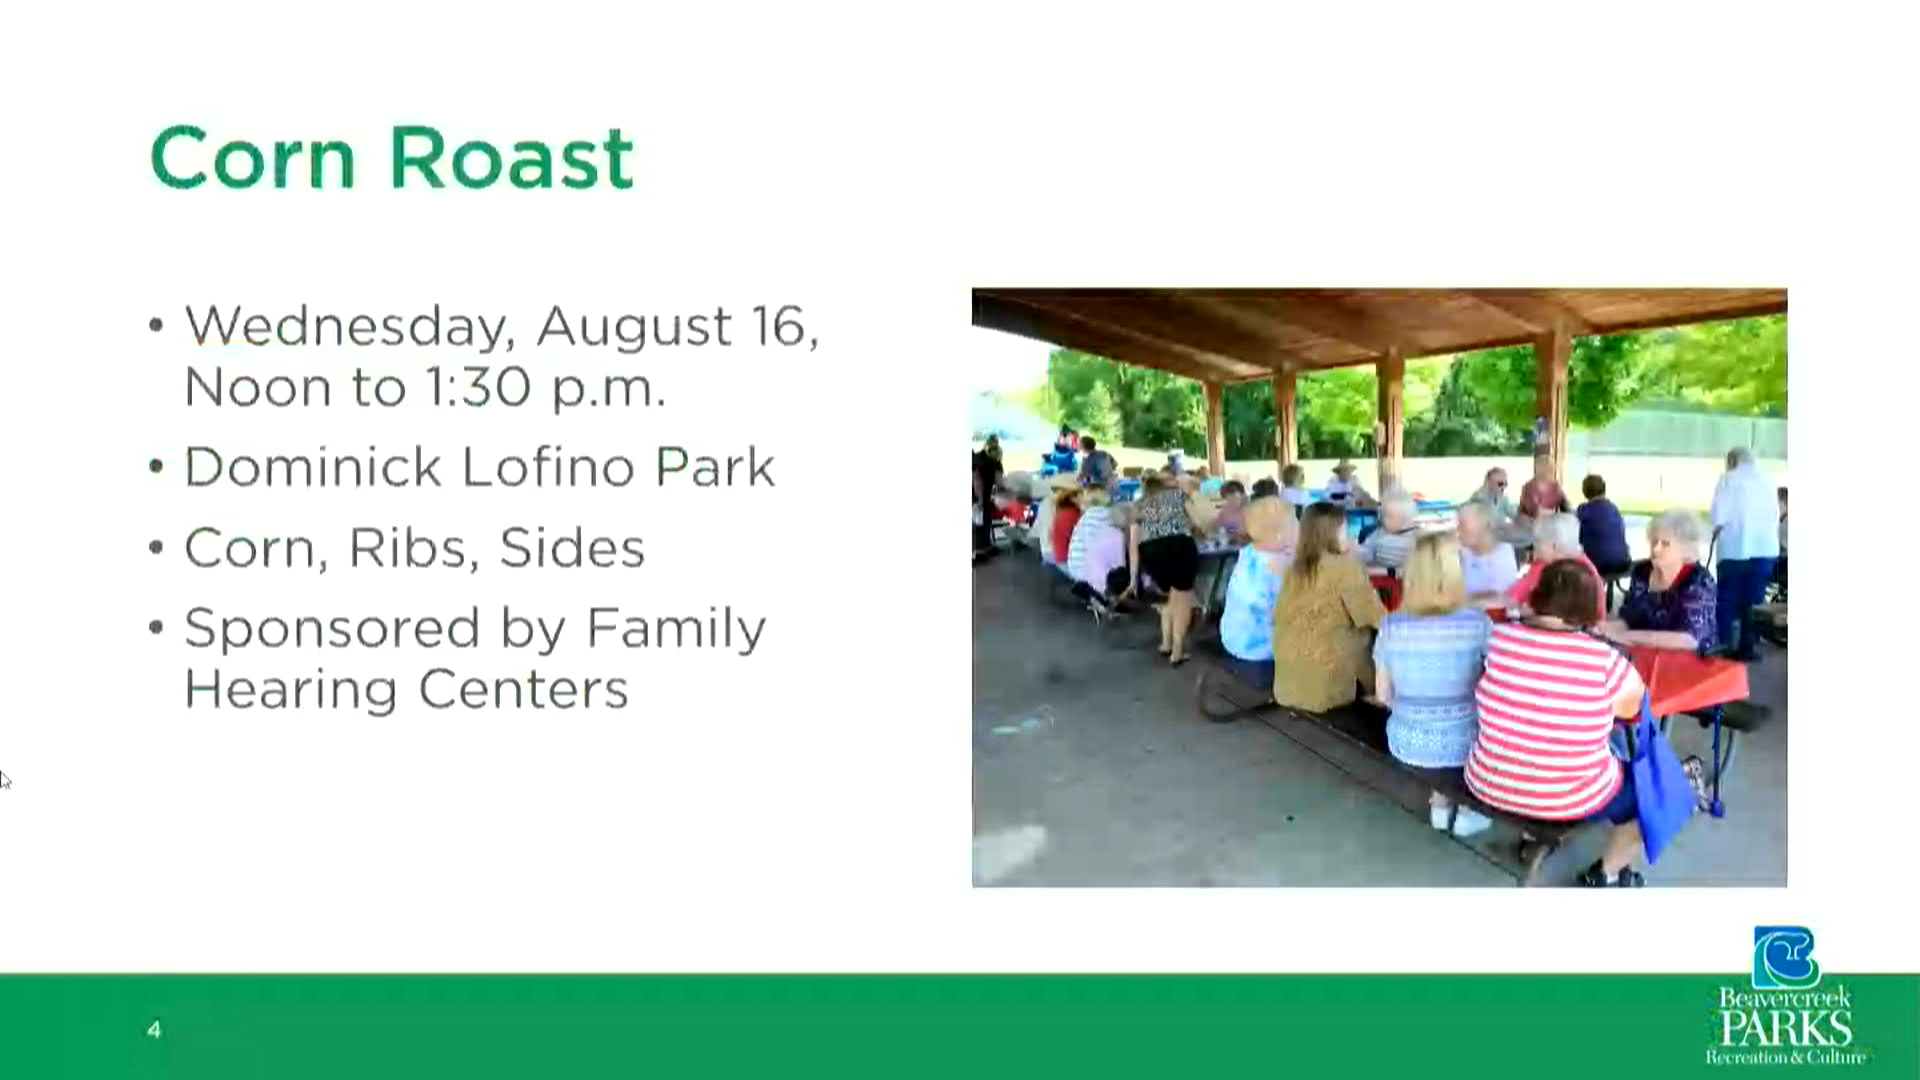 Corn Roast
• Wednesday, August 16,
Noon to 1:30 p.m.
• Dominick Lofino Park
• Corn, Ribs, Sides
• Sponsored by Family
Hearing Centers
4
Beavercreek
PARKS
Recreation & Culture